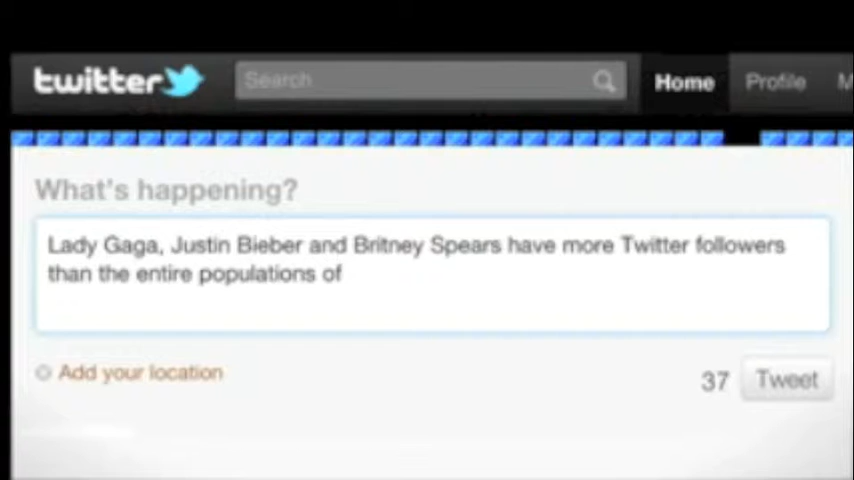 twitter Search Home Profile M
What's happening?
Lady Gaga, Justin Bieber and Britney Spears have more Twitter followers
than the entire populations of
Add your location
37 Tweet